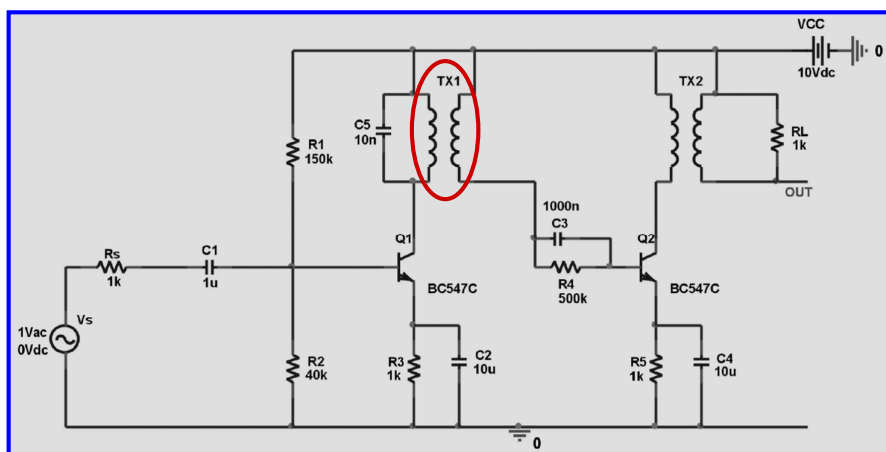 VCC
0
10Vdc
TX1
TX2
C5
10n
R1
150k
RL
1k
OUT
1000n
C3
Q1
Q2
Rs
1k
C1
1u
R4
500k
BC547C
BC547C
Vs
1Vac
0Vdc
R2
40k
R3
1k
C2
10u
R5
1k
C4
10u
0